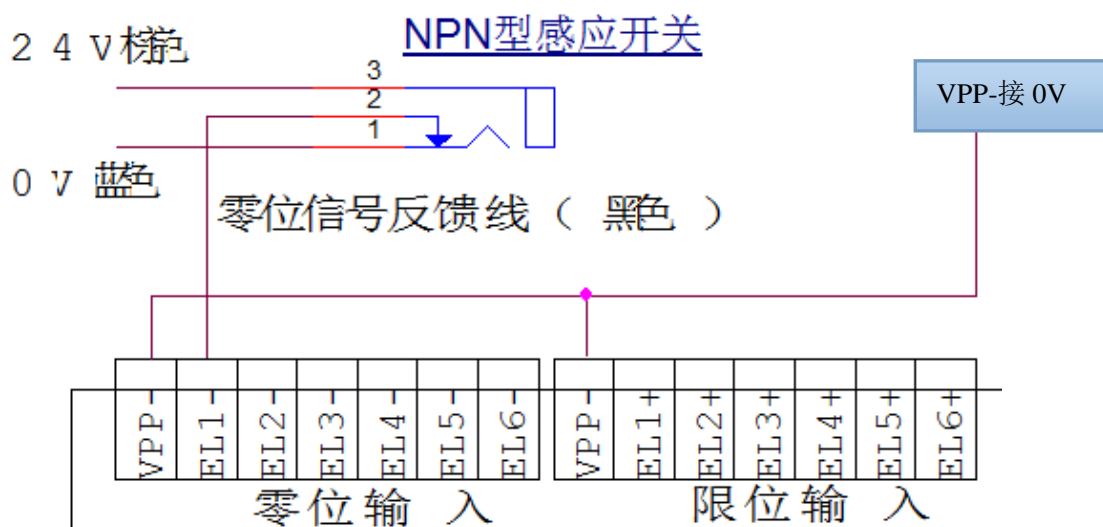 NPN型感应开关
24V棕色
3
2
1
0V 蓝色
VPP-接 0V
零位信号反馈线（ 黑色 ）
VPP-
EL1-
EL2-
EL3-
EL4-
EL5-
EL6-
VPP-
EL1+
EL2+
EL3+
EL4+
EL5+
EL6+
零位输 入
限位输 入